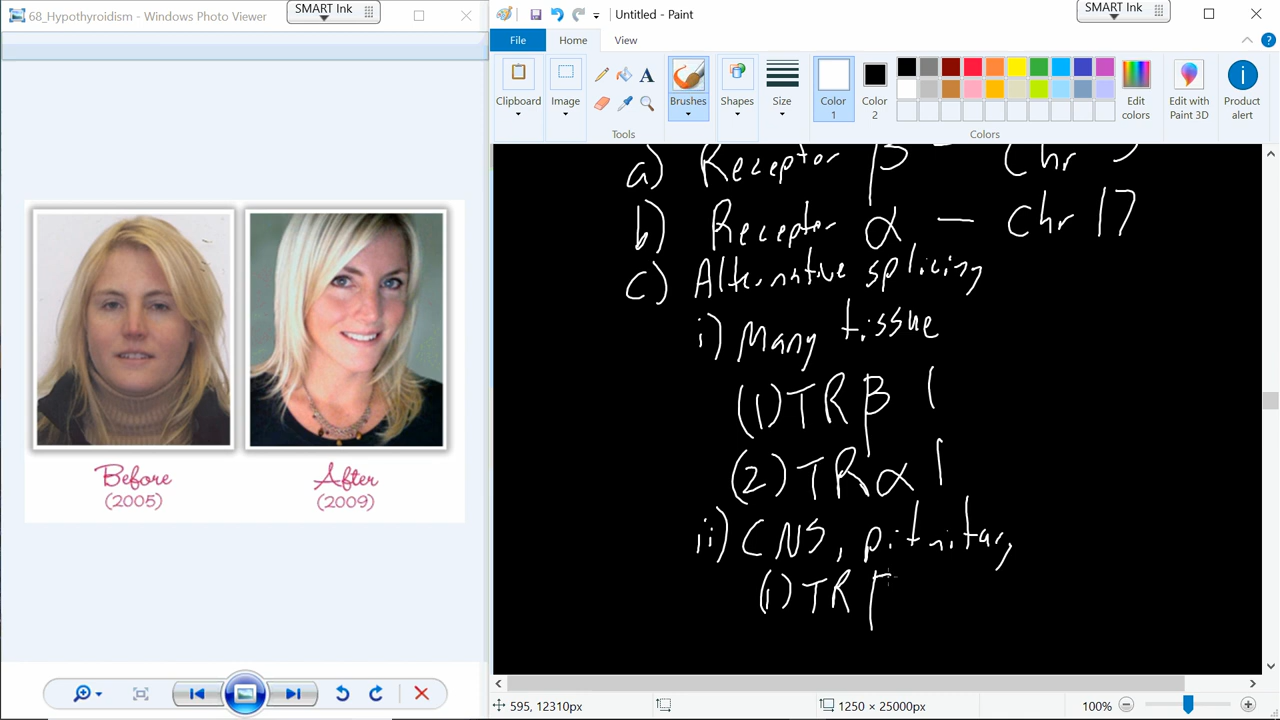 68_Hypothyroidism - Windows Photo Viewer
SMART Ink
Untitled - Paint
SMART Ink
File
Home
View
Clipboard
Image
Tools
Brushes
Shapes
Size
Color 1
Color 2
Edit colors
Edit with Paint 3D
Product alert
Colors
Before
(2005)
After
(2009)
a) Receptor β - Chr
b) Receptor α - Chr 17
c) Alternative splicing
i) Many tissue
(1) TR β 1
(2) TR α 1
ii) CNS, pituitary
(1) TR
595, 12310px
1250 × 25000px
100%